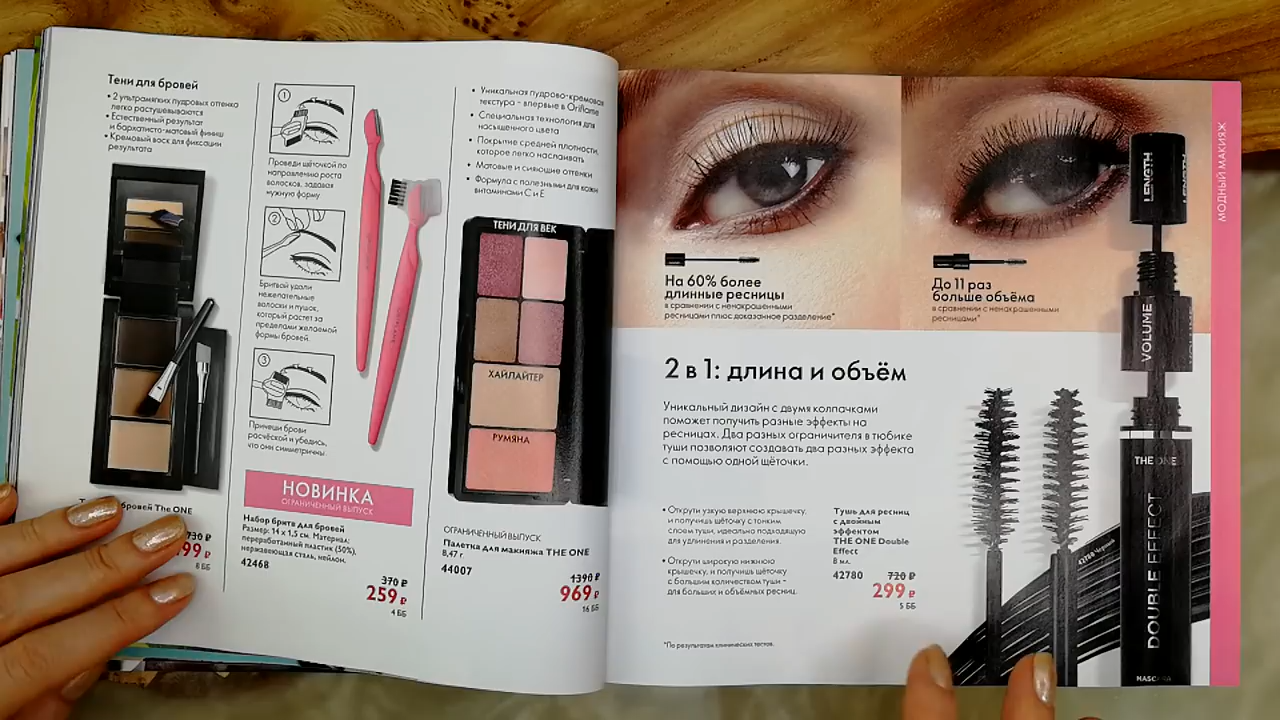 Тени для бровей
• 2 ультрамягких пудровых оттенка
легко растушевываются
• Естественный результат
и бархатисто-матовый финиш
• Кремовый воск для фиксации
результата
бровей The ONE
730 ₽
99 ₽
8 ББ
1
Проведи щёточкой по
направлению роста
волосков, задавая
нужную форму
2
Бритвой удали
нежелательные
волоски и пушок,
который растет за
пределами желаемой
формы бровей.
3
Причеши брови
расчёской и убедись,
что они симметричны.
НОВИНКА
ОГРАНИЧЕННЫЙ ВЫПУСК
Набор бритв для бровей
Размер: 14 x 1,5 см. Материал:
переработанный пластик (50%),
нержавеющая сталь, нейлон.
42468
370 ₽
259 ₽
4 ББ
• Уникальная пудрово-кремовая
текстура – впервые в Oriflame
• Специальная технология для
насыщенного цвета
• Покрытие средней плотности,
которое легко наслаивать
• Матовые и сияющие оттенки
• Формула с полезными для кожи
витаминами С и Е
ТЕНИ ДЛЯ ВЕК
ХАЙЛАЙТЕР
РУМЯНА
ОГРАНИЧЕННЫЙ ВЫПУСК
Палетка для макияжа THE ONE
8,47 г
44007
1390 ₽
969 ₽
16 ББ
На 60% более
длинные ресницы
в сравнении с ненакрашенными
ресницами плюс доказанное разделение*
До 11 раз
больше объёма
в сравнении с ненакрашенными
ресницами*
2 в 1: длина и объём
Уникальный дизайн с двумя колпачками
поможет получить разные эффекты на
ресницах. Два разных ограничителя в тюбике
туши позволяют создавать два разных эффекта
с помощью одной щёточки.
• Открути узкую верхнюю крышечку,
и получишь щёточку с тонким
слоем туши, идеально подходящую
для удлинения и разделения.
• Открути широкую нижнюю
крышечку, и получишь щёточку
с большим количеством туши –
для больших и объёмных ресниц.
Тушь для ресниц
с двойным
эффектом
THE ONE Double
Effect
8 мл.
42780
720 ₽
299 ₽
5 ББ
*По результатам клинических тестов.
42780 Чёрный
LENGTH
LENGTH
VOLUME
THE ONE
DOUBLE EFFECT
MASCARA
МОДНЫЙ МАКИЯЖ